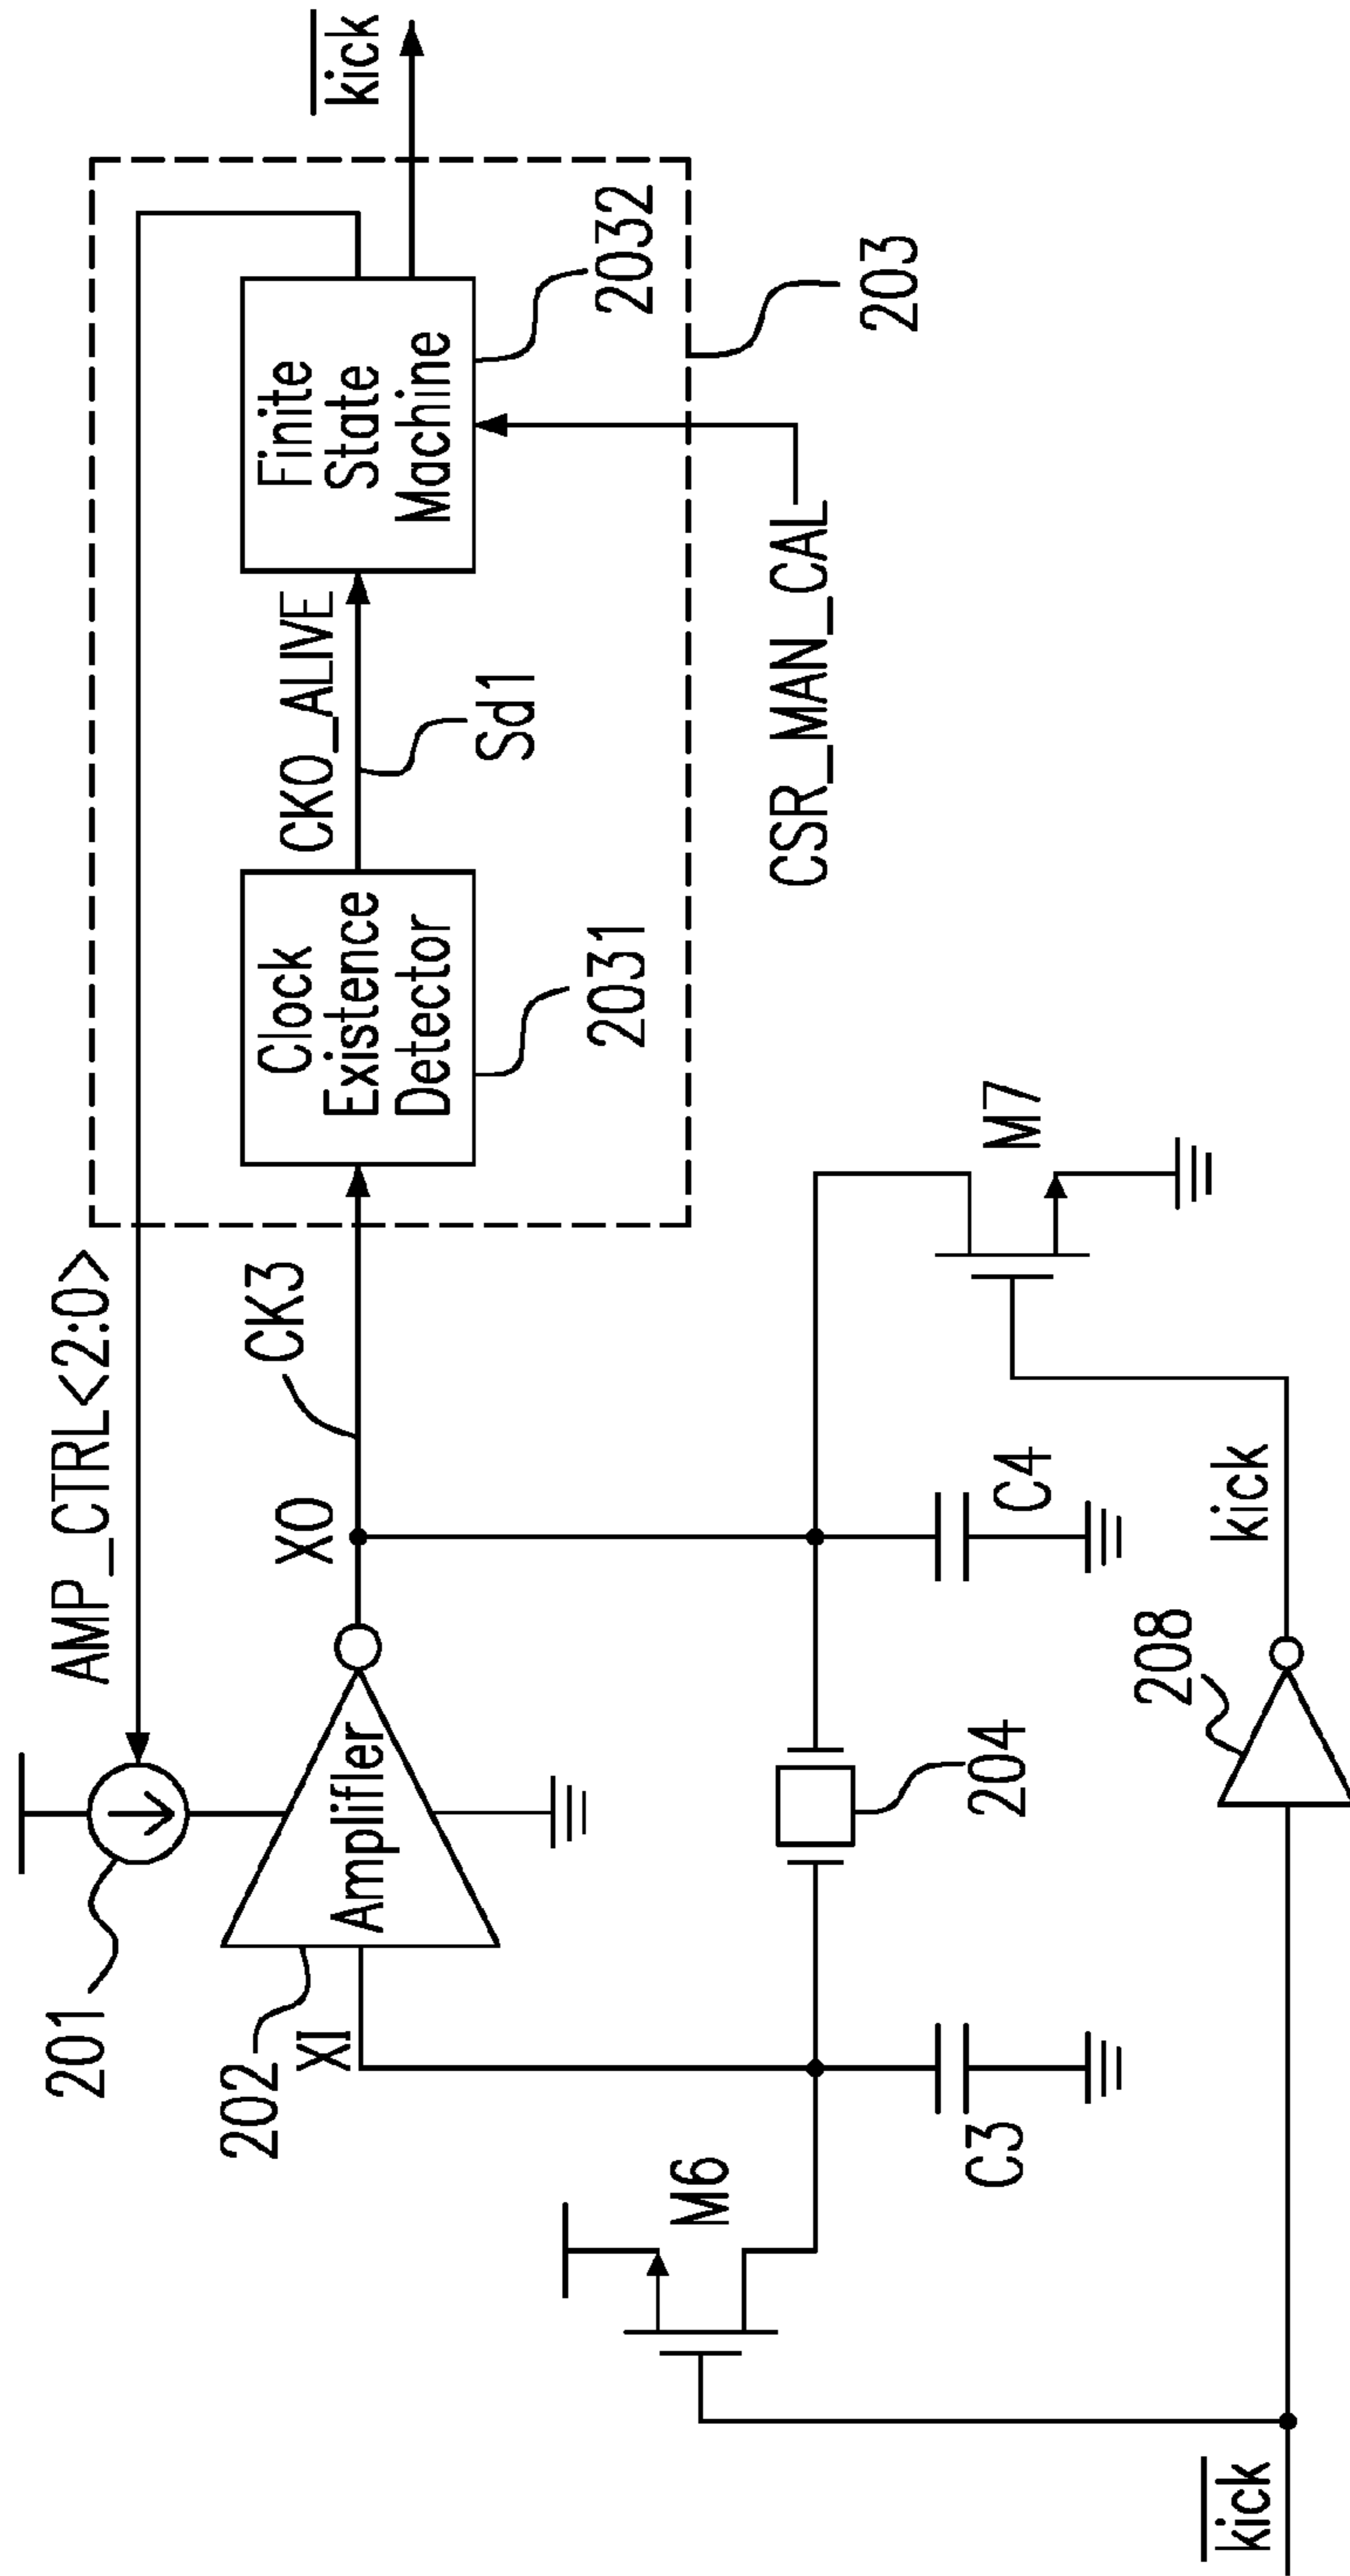 AMP_CTRL<2:0>
201
202
Amplifier
XI
XO
CK3
Clock
Existence
Detector
2031
CKO_ALIVE
Sd1
Finite
State
Machine
2032
kick
203
CSR_MAN_CAL
M6
C3
204
C4
M7
208
kick
kick